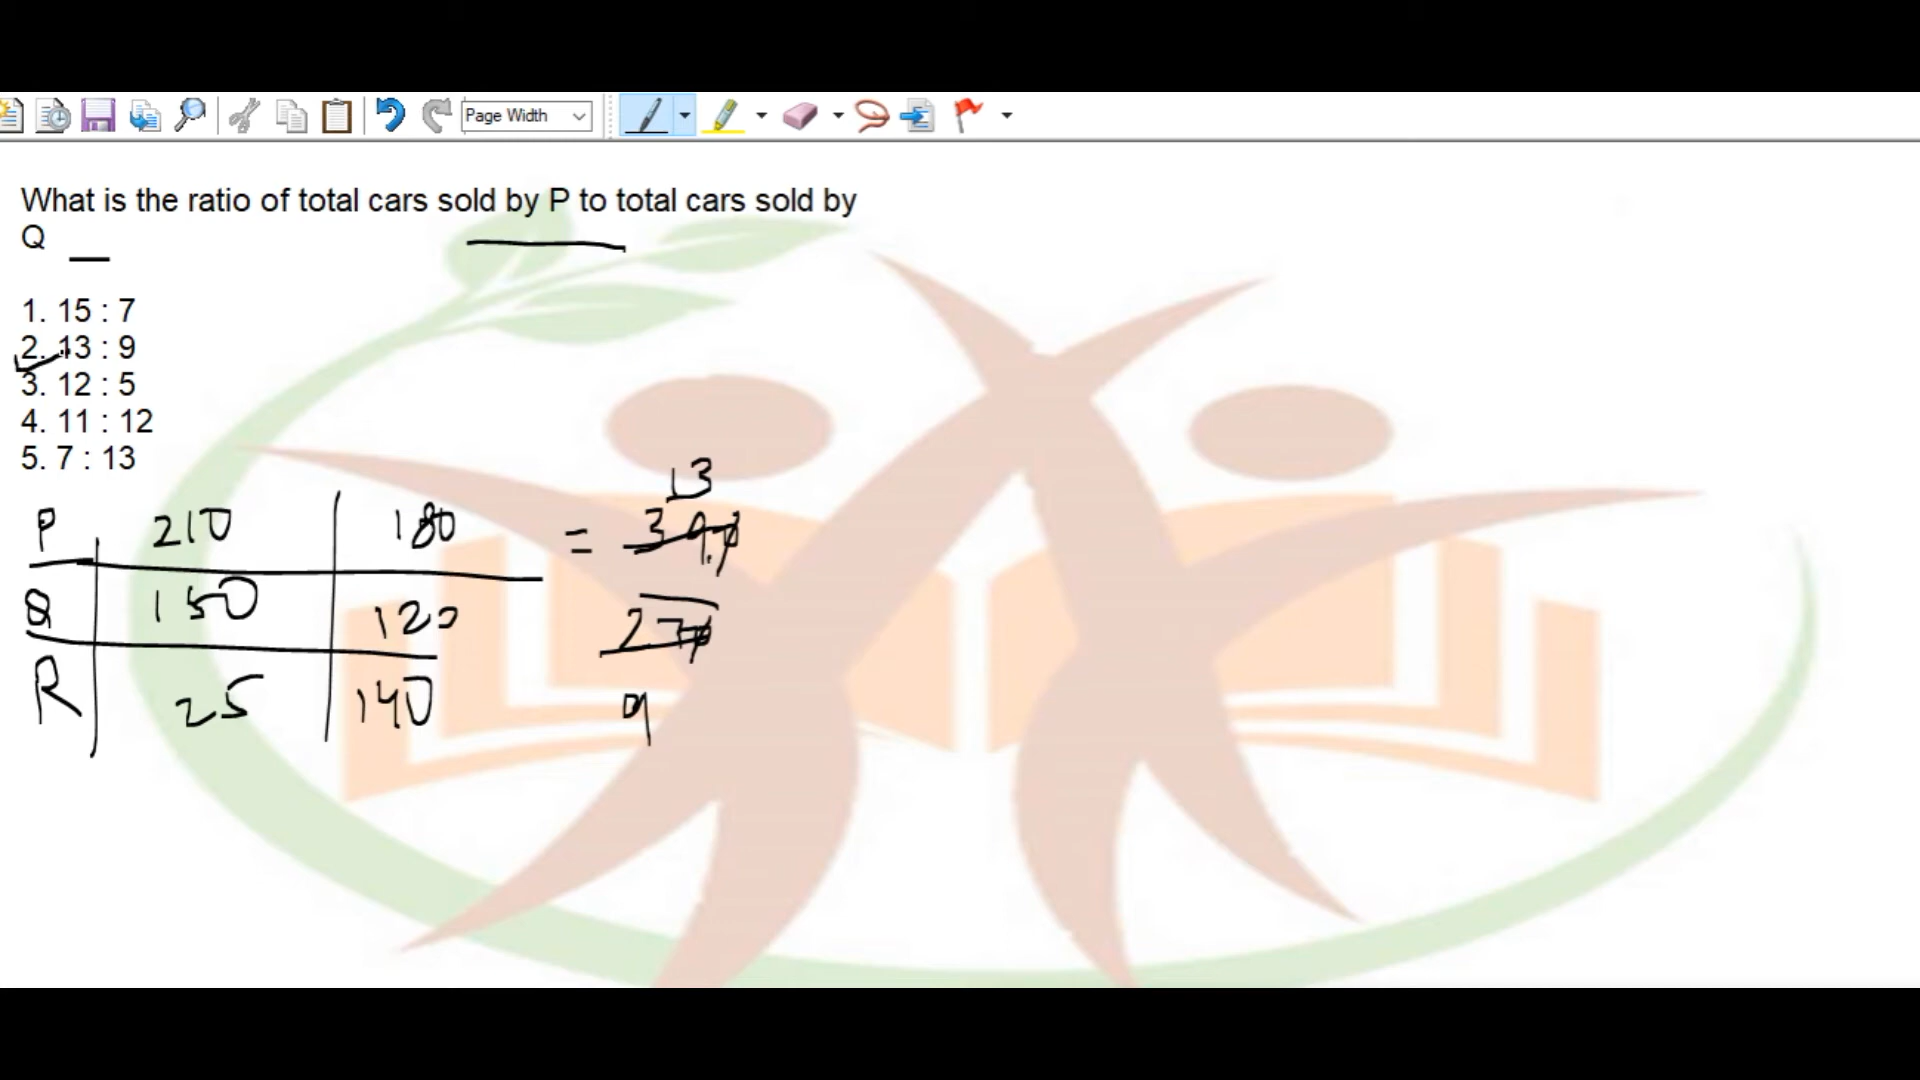 Page Width
What is the ratio of total cars sold by P to total cars sold by
Q
1. 15 : 7
2. 13 : 9
3. 12 : 5
4. 11 : 12
5. 7 : 13
13
P 210 180 = 390
Q 150 120 270
R 25 140 9